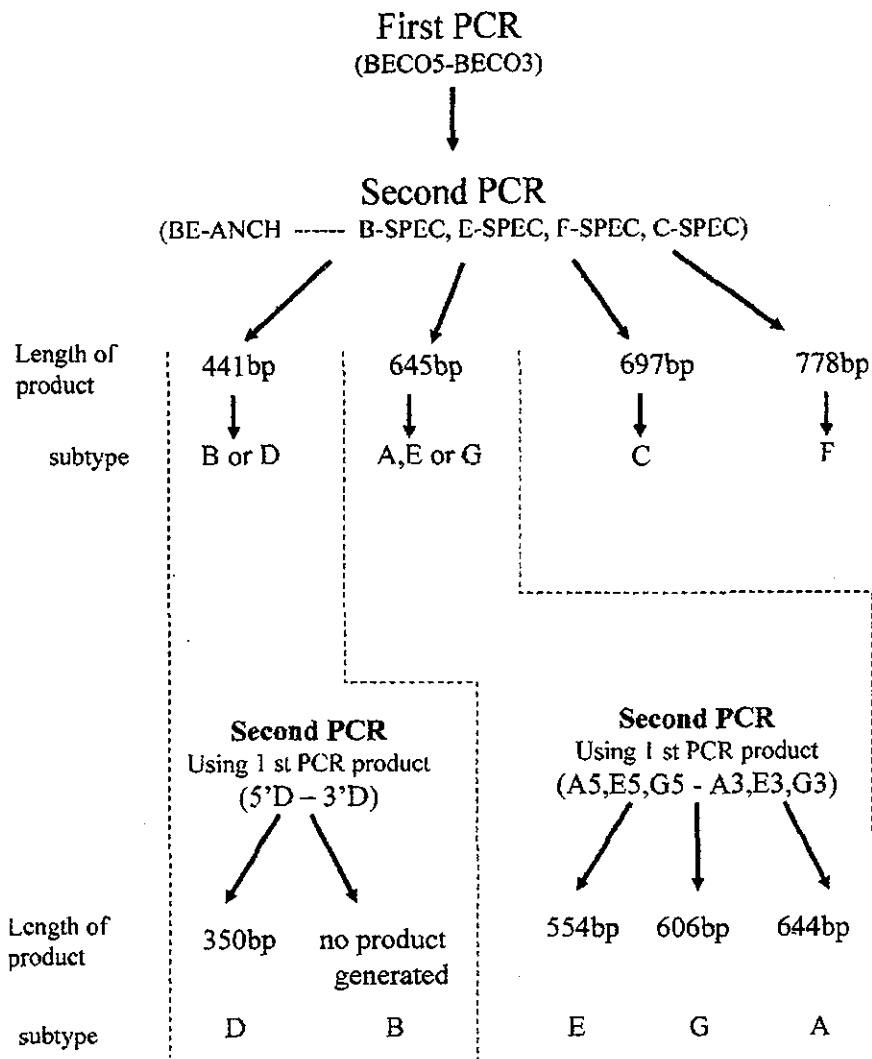 First PCR
(BECO5-BECO3)
Second PCR
(BE-ANCH ------ B-SPEC, E-SPEC, F-SPEC, C-SPEC)
Length of
product
441bp
645bp
697bp
778bp
subtype
B or D
A,E or G
C
F
Second PCR
Using 1 st PCR product
(5'D – 3'D)
Second PCR
Using 1 st PCR product
(A5,E5,G5 - A3,E3,G3)
Length of
product
350bp
no product
generated
554bp
606bp
644bp
subtype
D
B
E
G
A